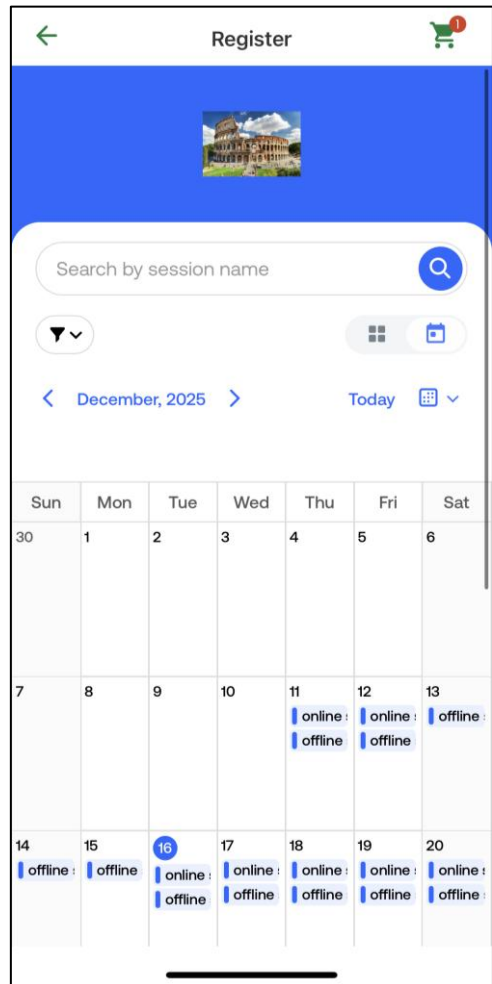 Register
1
Search by session name
December, 2025
Today
Sun Mon Tue Wed Thu Fri Sat
30 1 2 3 4 5 6
7 8 9 10 11 12 13
online online offline
offline offline
14 15 16 17 18 19 20
offline offline online online online online online
offline offline offline offline offline